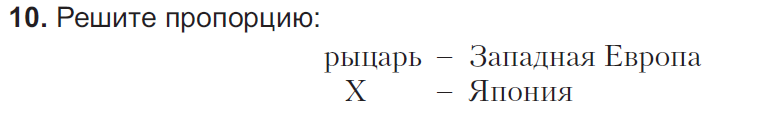 10. Решите пропорцию:
рыцарь – Западная Европа
X – Япония